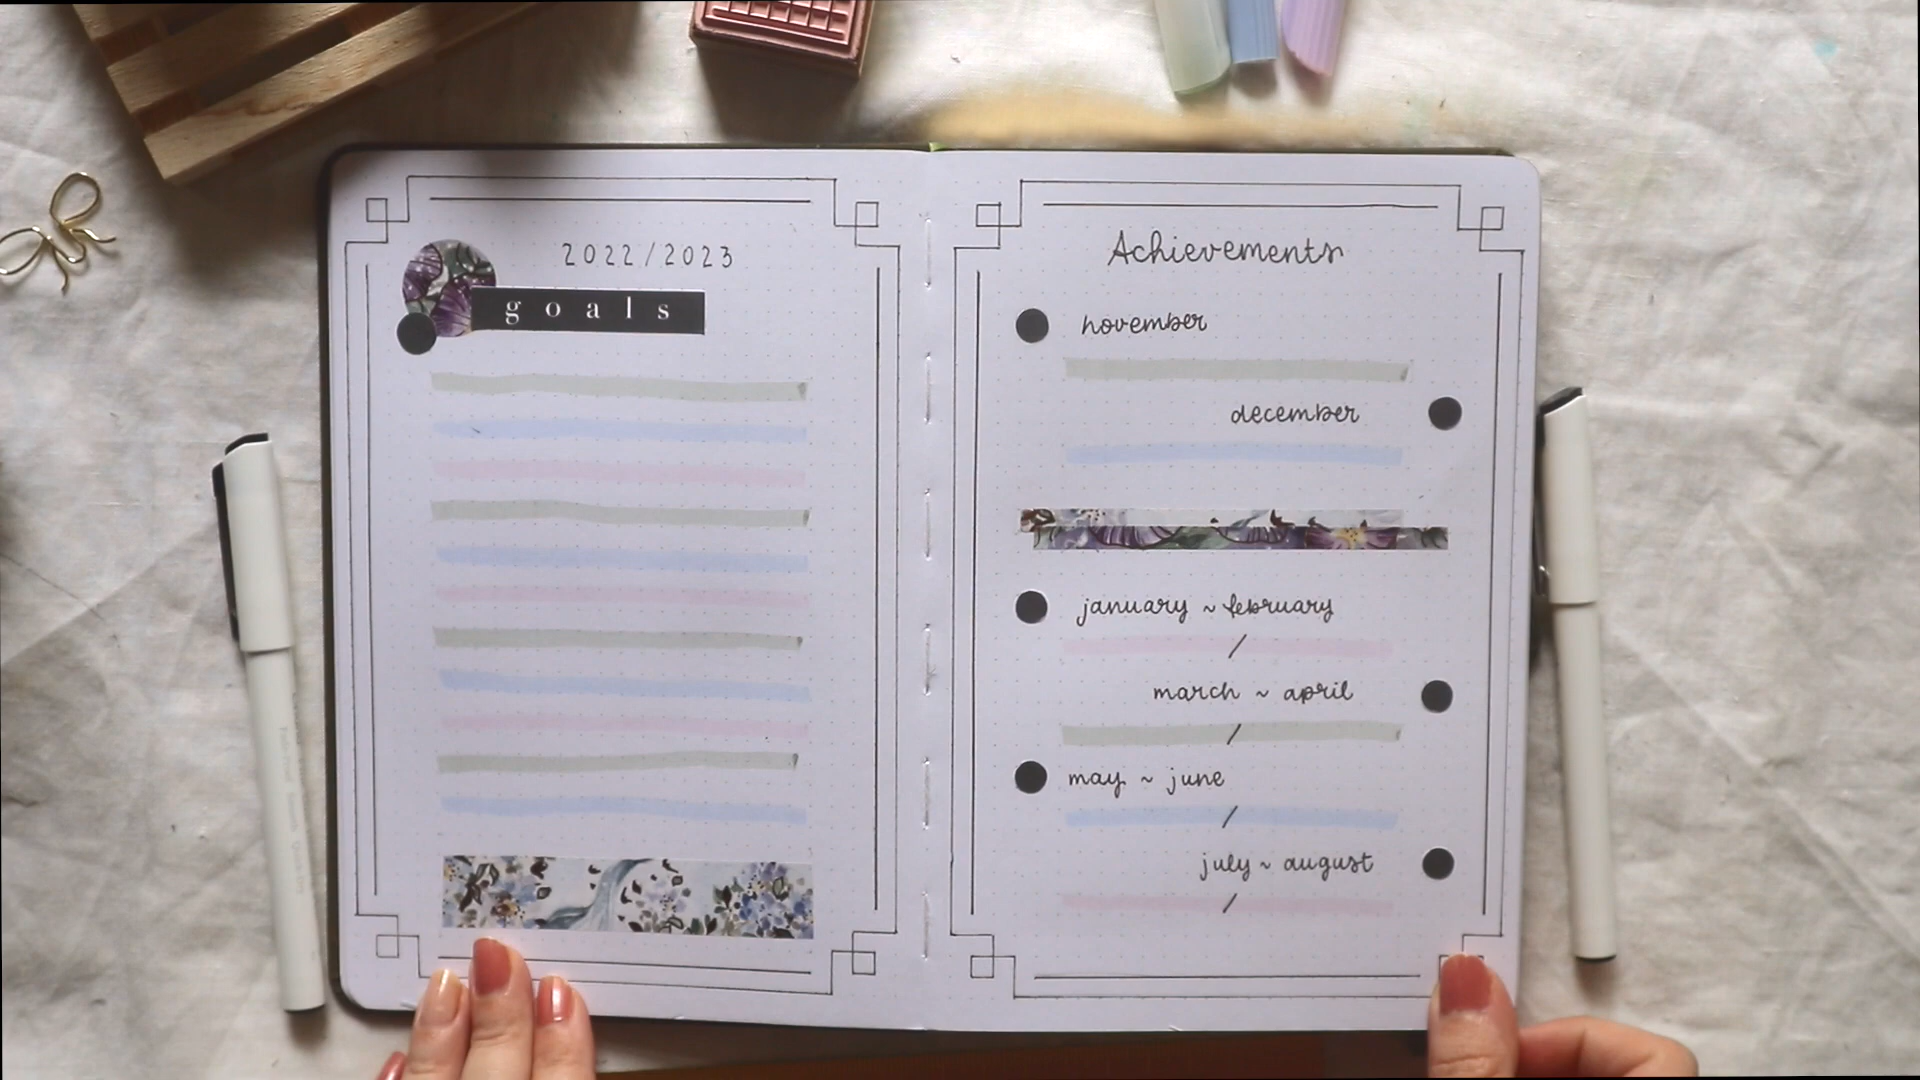 2022/2023
goals
Achievements
november
december
january ~ february
/
march ~ april
/
may ~ june
/
july ~ august
/